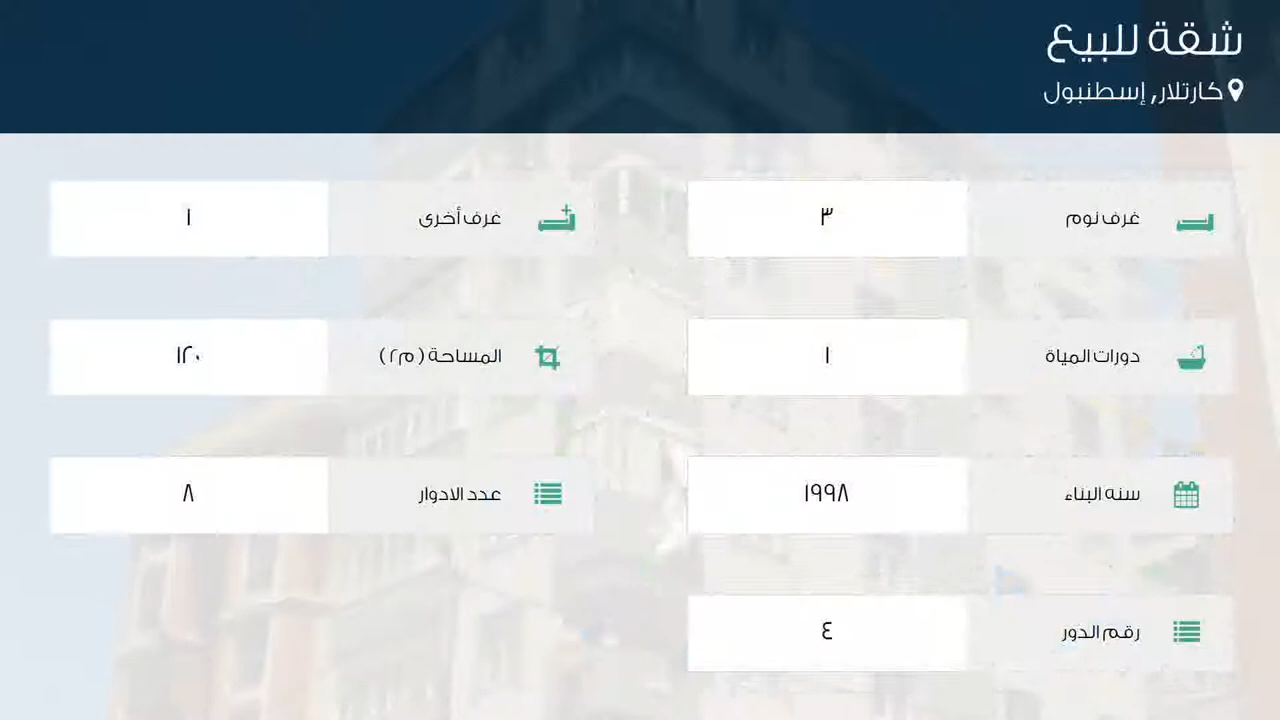 شقة للبيع
كارتلار, إسطنبول
غرف نوم ٣
غرف أخرى ١
دورات المياة ١
المساحة (م٢) ١٢٠
سنه البناء ١٩٩٨
عدد الادوار ٨
رقم الدور ٤